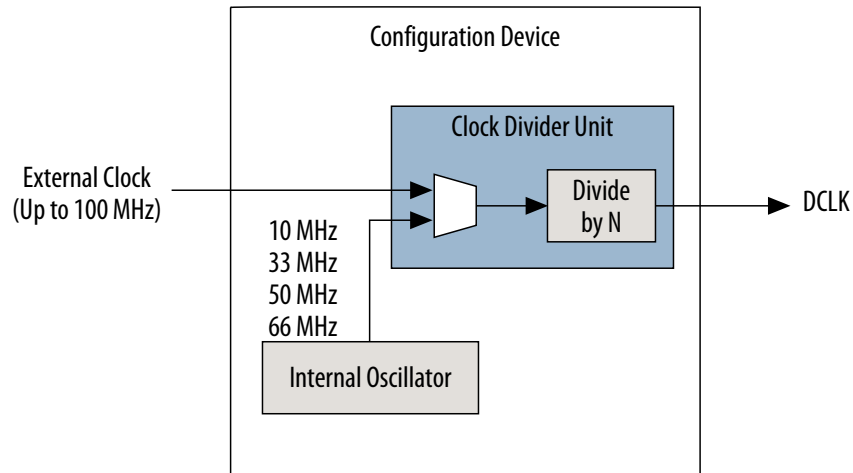 Configuration Device
Clock Divider Unit
External Clock
(Up to 100 MHz)
Divide
by N
DCLK
10 MHz
33 MHz
50 MHz
66 MHz
Internal Oscillator